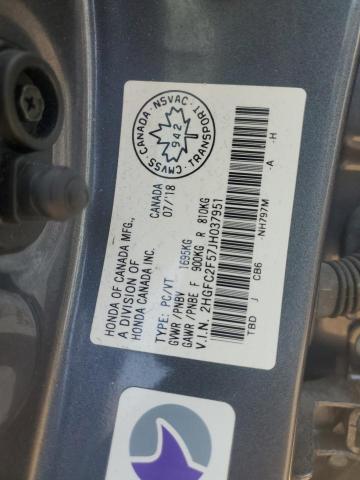 HONDA OF CANADA MFG.,
A DIVISION OF
HONDA CANADA INC.
CANADA
07/18
TYPE: PC/VT
GVWR /PNBV 1695KG
GAWR /PNBE F 900KG R 810KG
V.I.N. 2HGFC2F57JH037951
TBD J CB6 -NH797M -A -H
CANADA - NSVAC - TRANSPORT - CMVSS -
942